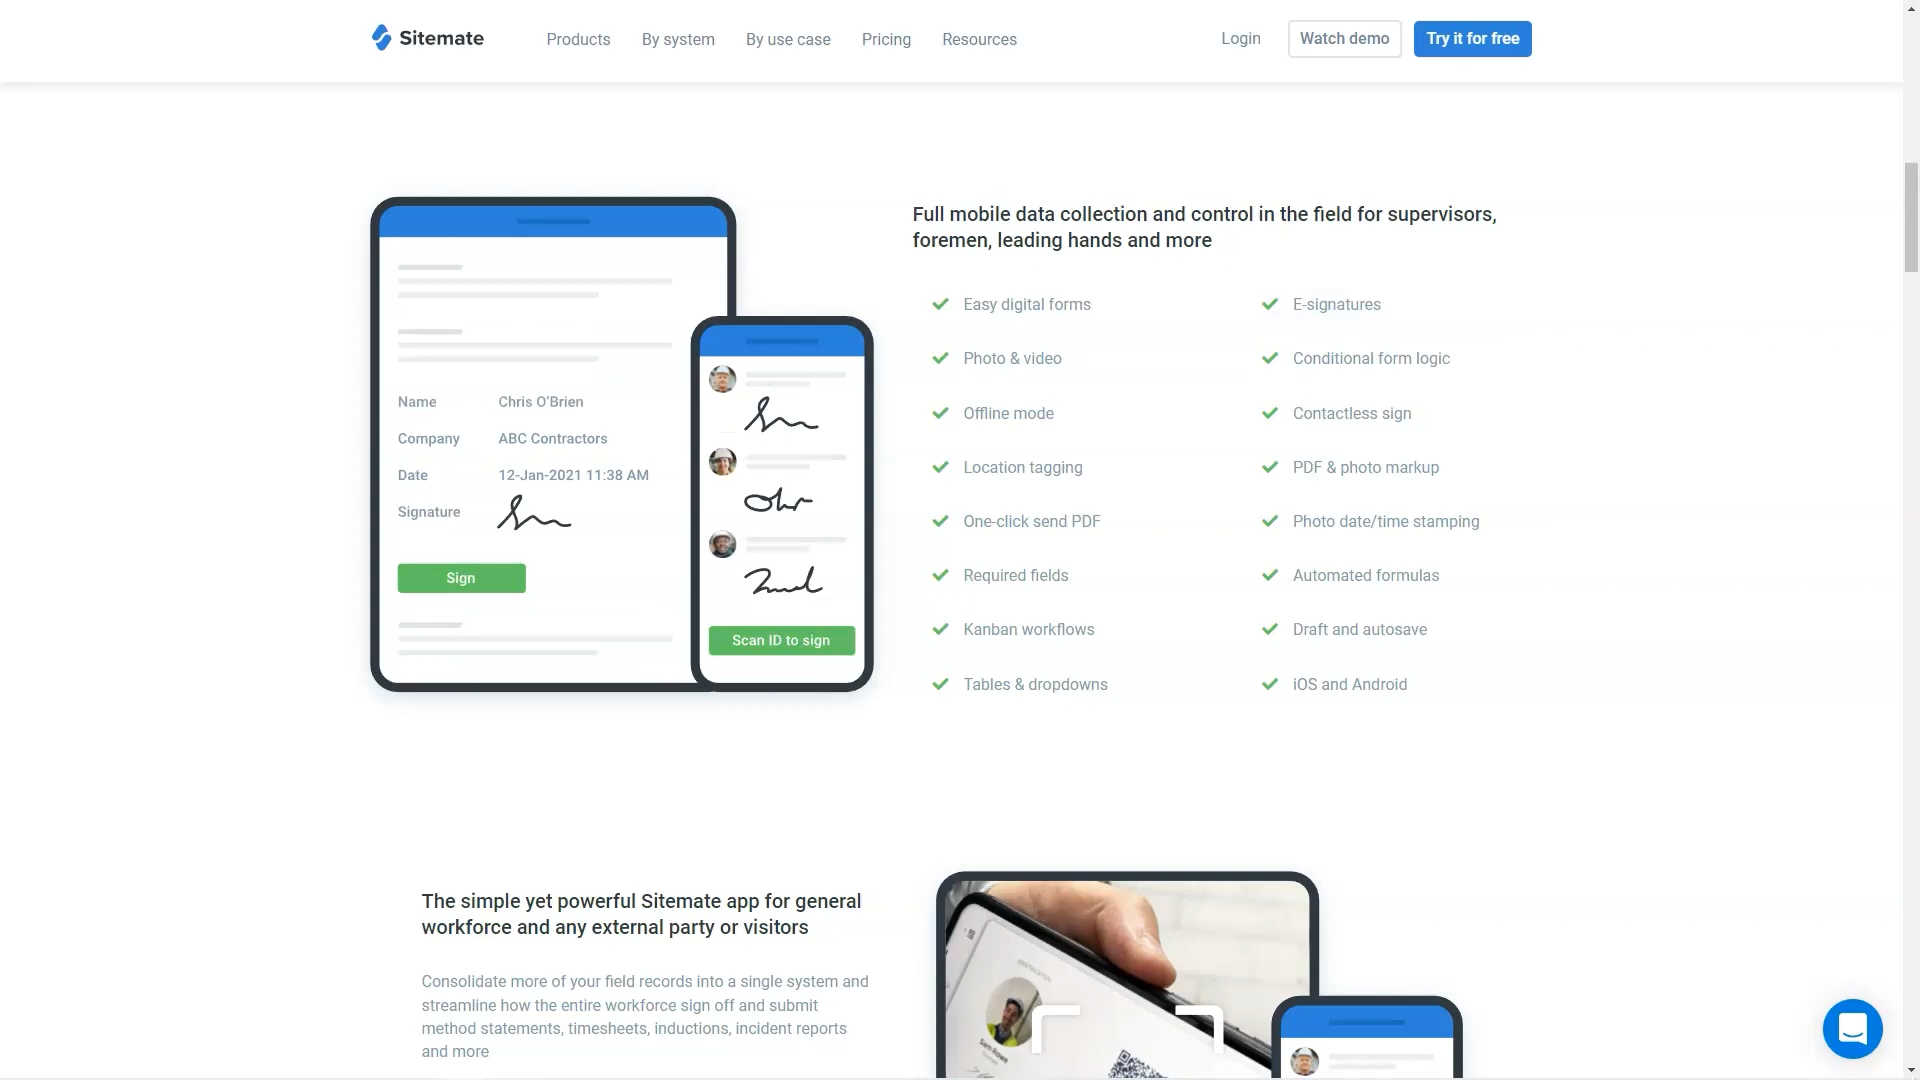 Sitemate
Products
By system
By use case
Pricing
Resources
Login
Watch demo
Try it for free
Name Chris O'Brien
Company ABC Contractors
Date 12-Jan-2021 11:38 AM
Signature
Sign
Scan ID to sign
Full mobile data collection and control in the field for supervisors,
foremen, leading hands and more
Easy digital forms
E-signatures
Photo & video
Conditional form logic
Offline mode
Contactless sign
Location tagging
PDF & photo markup
One-click send PDF
Photo date/time stamping
Required fields
Automated formulas
Kanban workflows
Draft and autosave
Tables & dropdowns
iOS and Android
The simple yet powerful Sitemate app for general
workforce and any external party or visitors
Consolidate more of your field records into a single system and
streamline how the entire workforce sign off and submit
method statements, timesheets, inductions, incident reports
and more